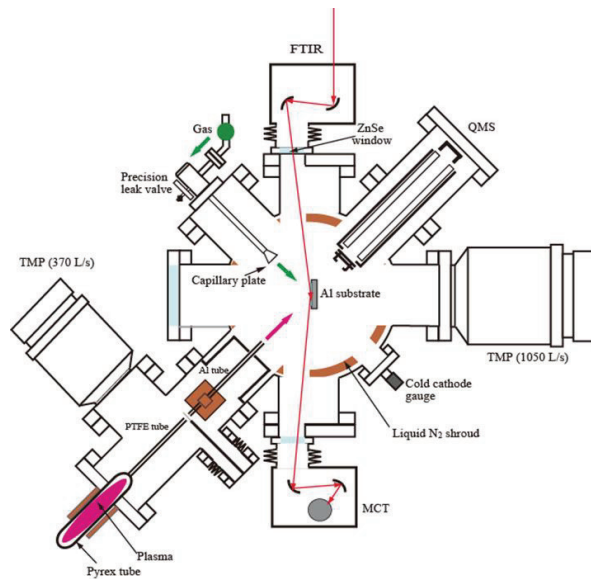 FTIR
ZnSe
window
QMS
Gas
Precision
leak valve
TMP (370 L/s)
Capillary plate
Al substrate
TMP (1050 L/s)
Al tube
Cold cathode
gauge
PTFE tube
Liquid N2 shroud
MCT
Plasma
Pyrex tube